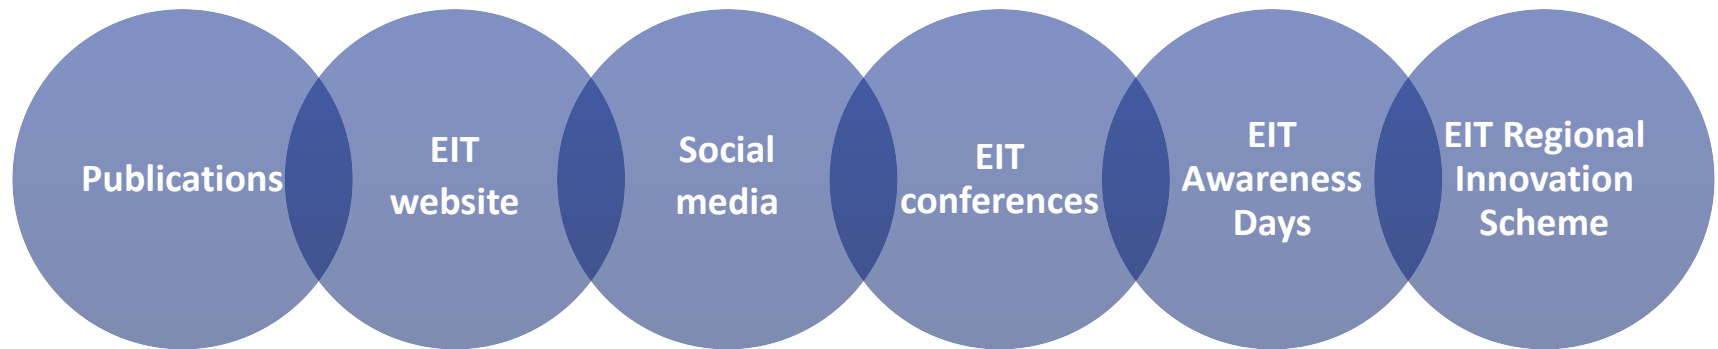 Publications
EIT
website
Social
media
EIT
conferences
EIT
Awareness
Days
EIT Regional
Innovation
Scheme